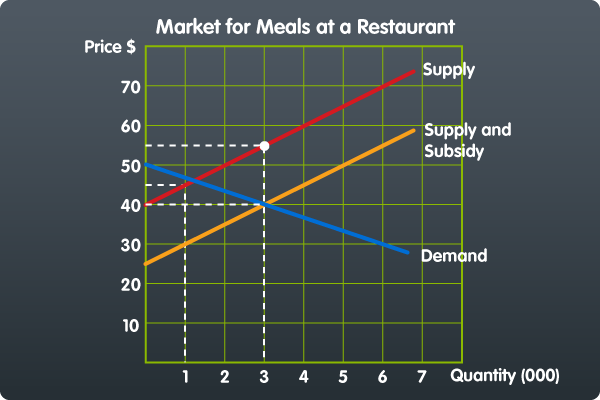 Market for Meals at a Restaurant
Price $
70
60
50
40
30
20
10
Supply
Supply and
Subsidy
Demand
1 2 3 4 5 6 7 Quantity (000)